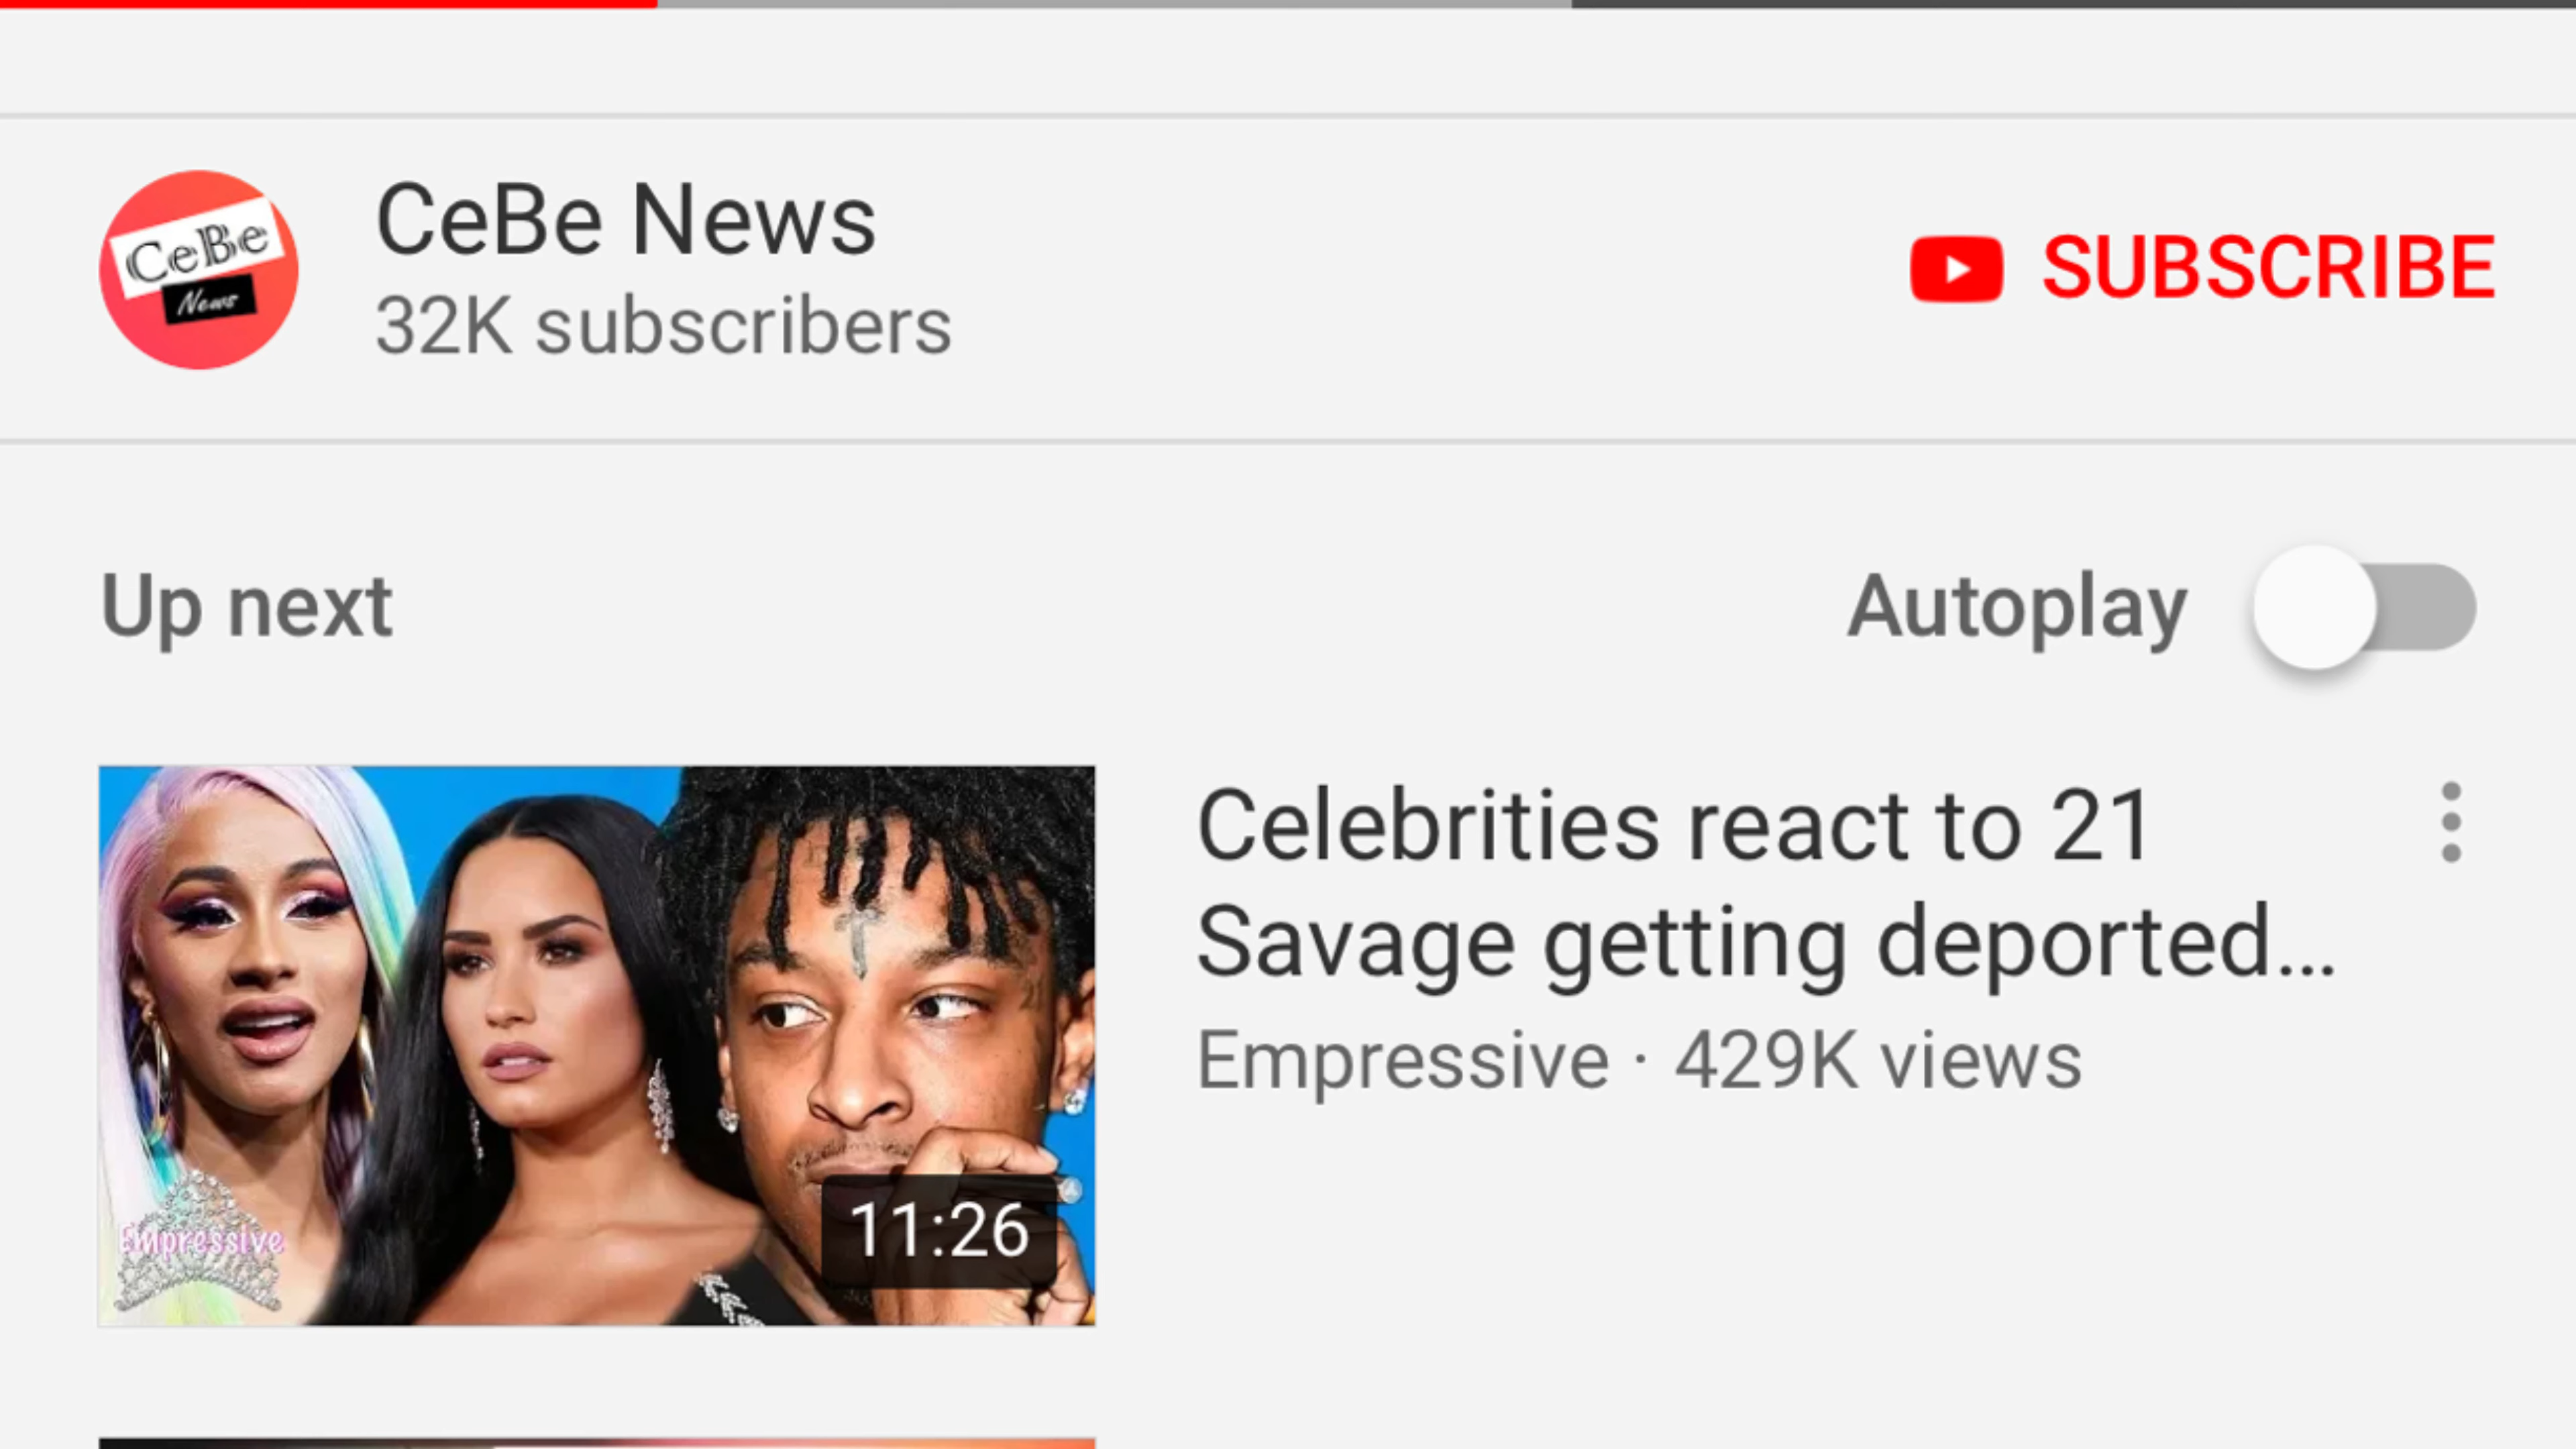 CeBe
News
CeBe News
32K subscribers
SUBSCRIBE
Up next
Autoplay
Celebrities react to 21
Savage getting deported...
Empressive · 429K views
Empressive
11:26